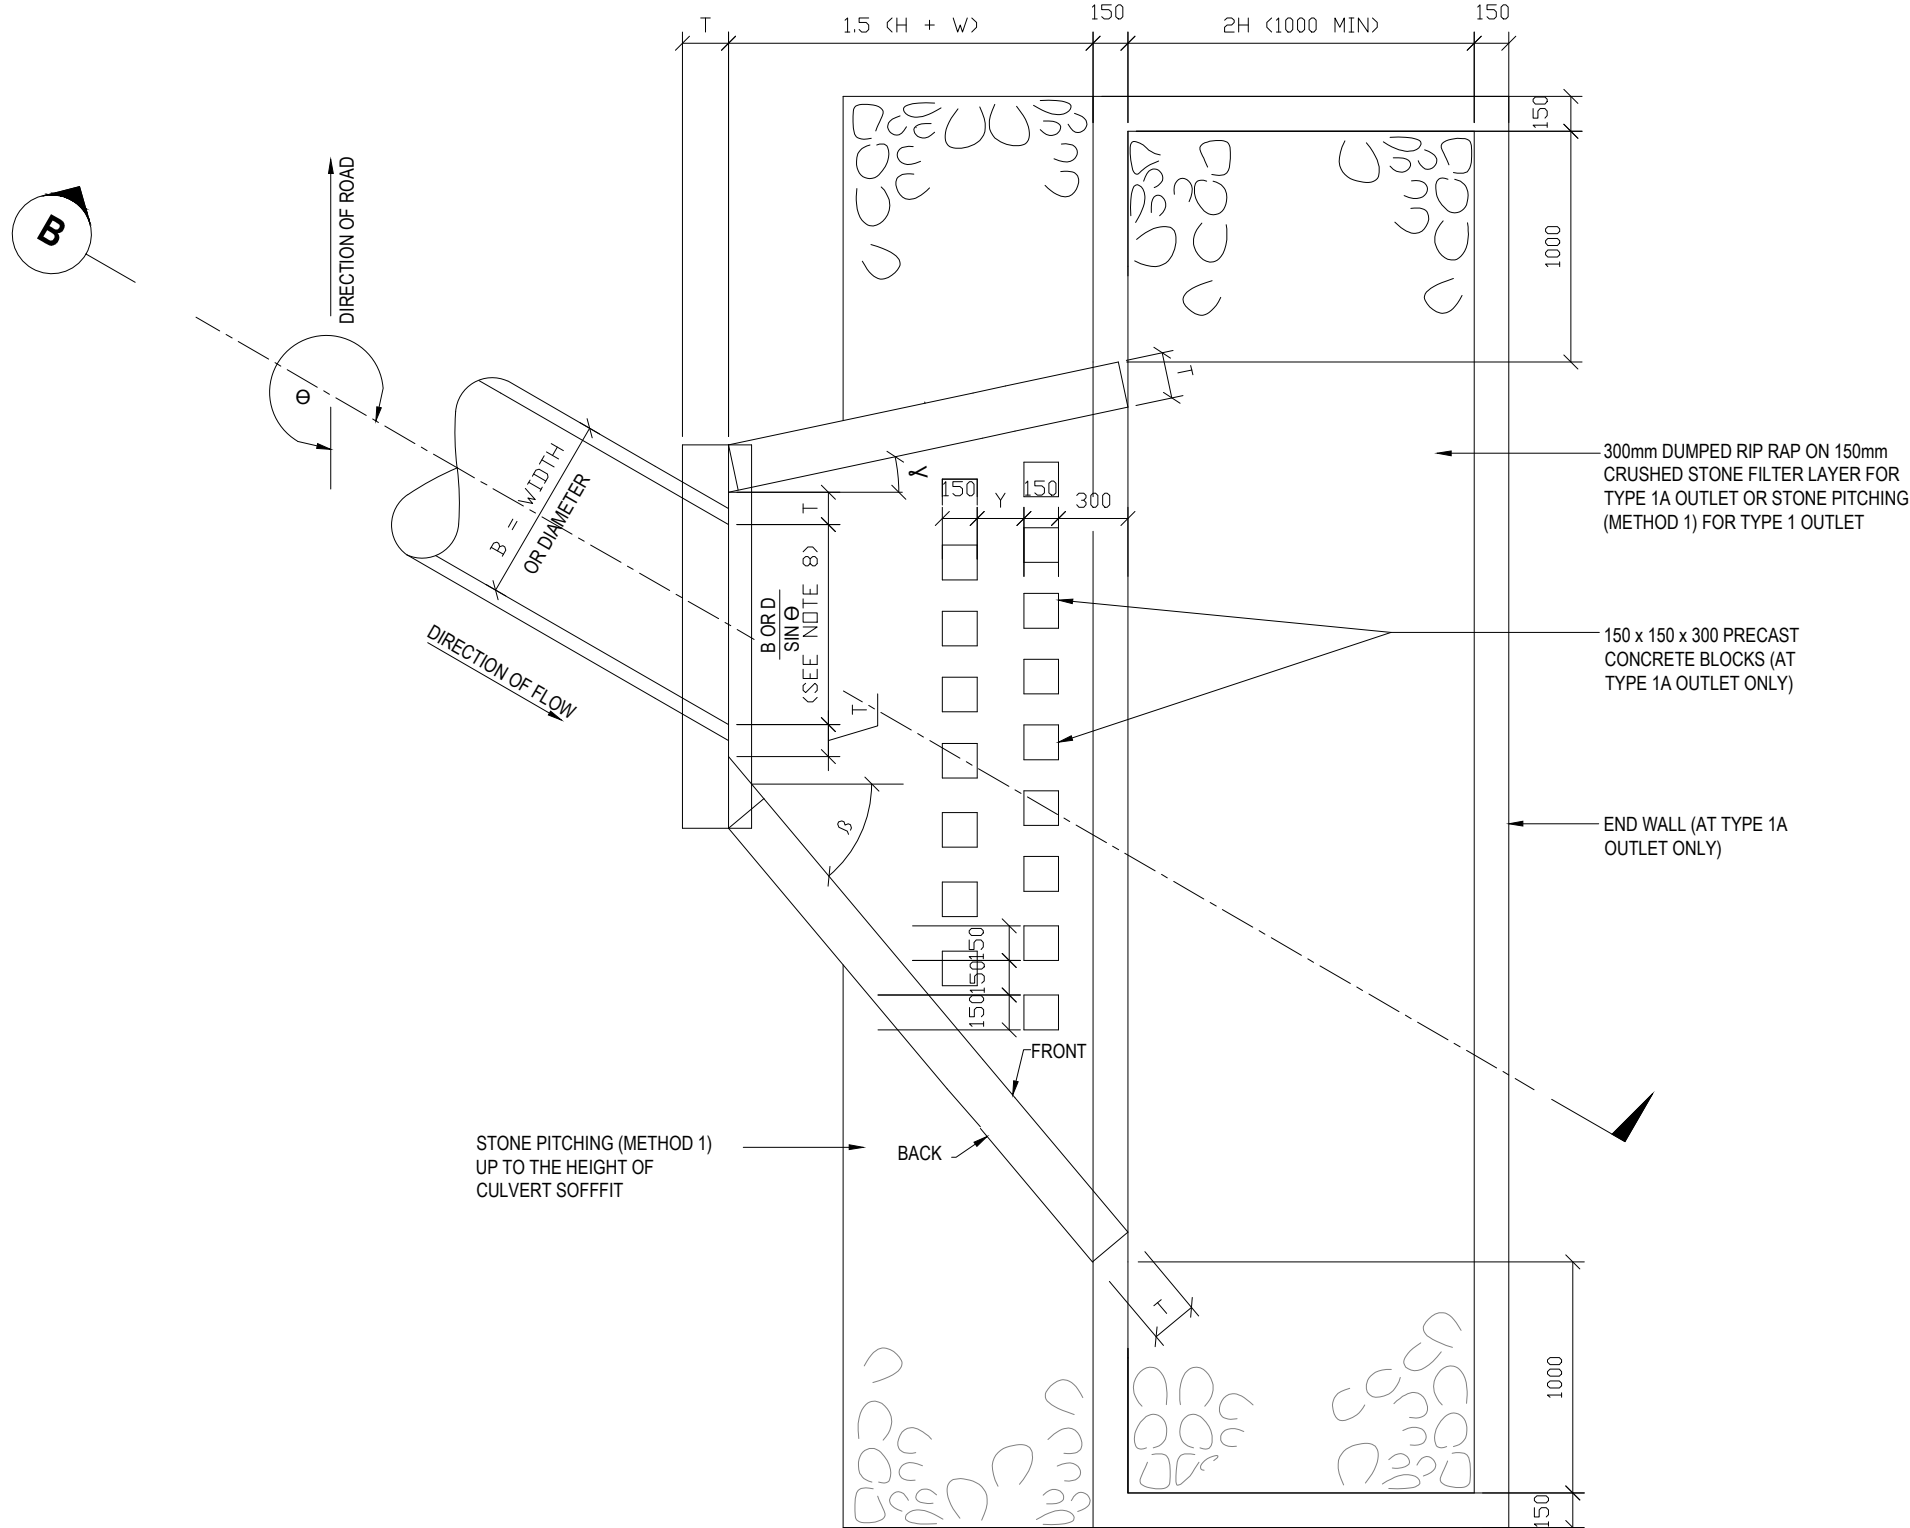 T
1.5 (H + W)
150
2H (1000 MIN)
150
150
1000
B
DIRECTION OF ROAD
Θ
B = WIDTH
OR DIAMETER
DIRECTION OF FLOW
T
γ
150
Y
150
300
T
B OR D
SIN Θ
(SEE NOTE 8)
T
ß
150
150
150
300mm DUMPED RIP RAP ON 150mm
CRUSHED STONE FILTER LAYER FOR
TYPE 1A OUTLET OR STONE PITCHING
(METHOD 1) FOR TYPE 1 OUTLET
150 x 150 x 300 PRECAST
CONCRETE BLOCKS (AT
TYPE 1A OUTLET ONLY)
END WALL (AT TYPE 1A
OUTLET ONLY)
FRONT
BACK
STONE PITCHING (METHOD 1)
UP TO THE HEIGHT OF
CULVERT SOFFFIT
T
1000
150